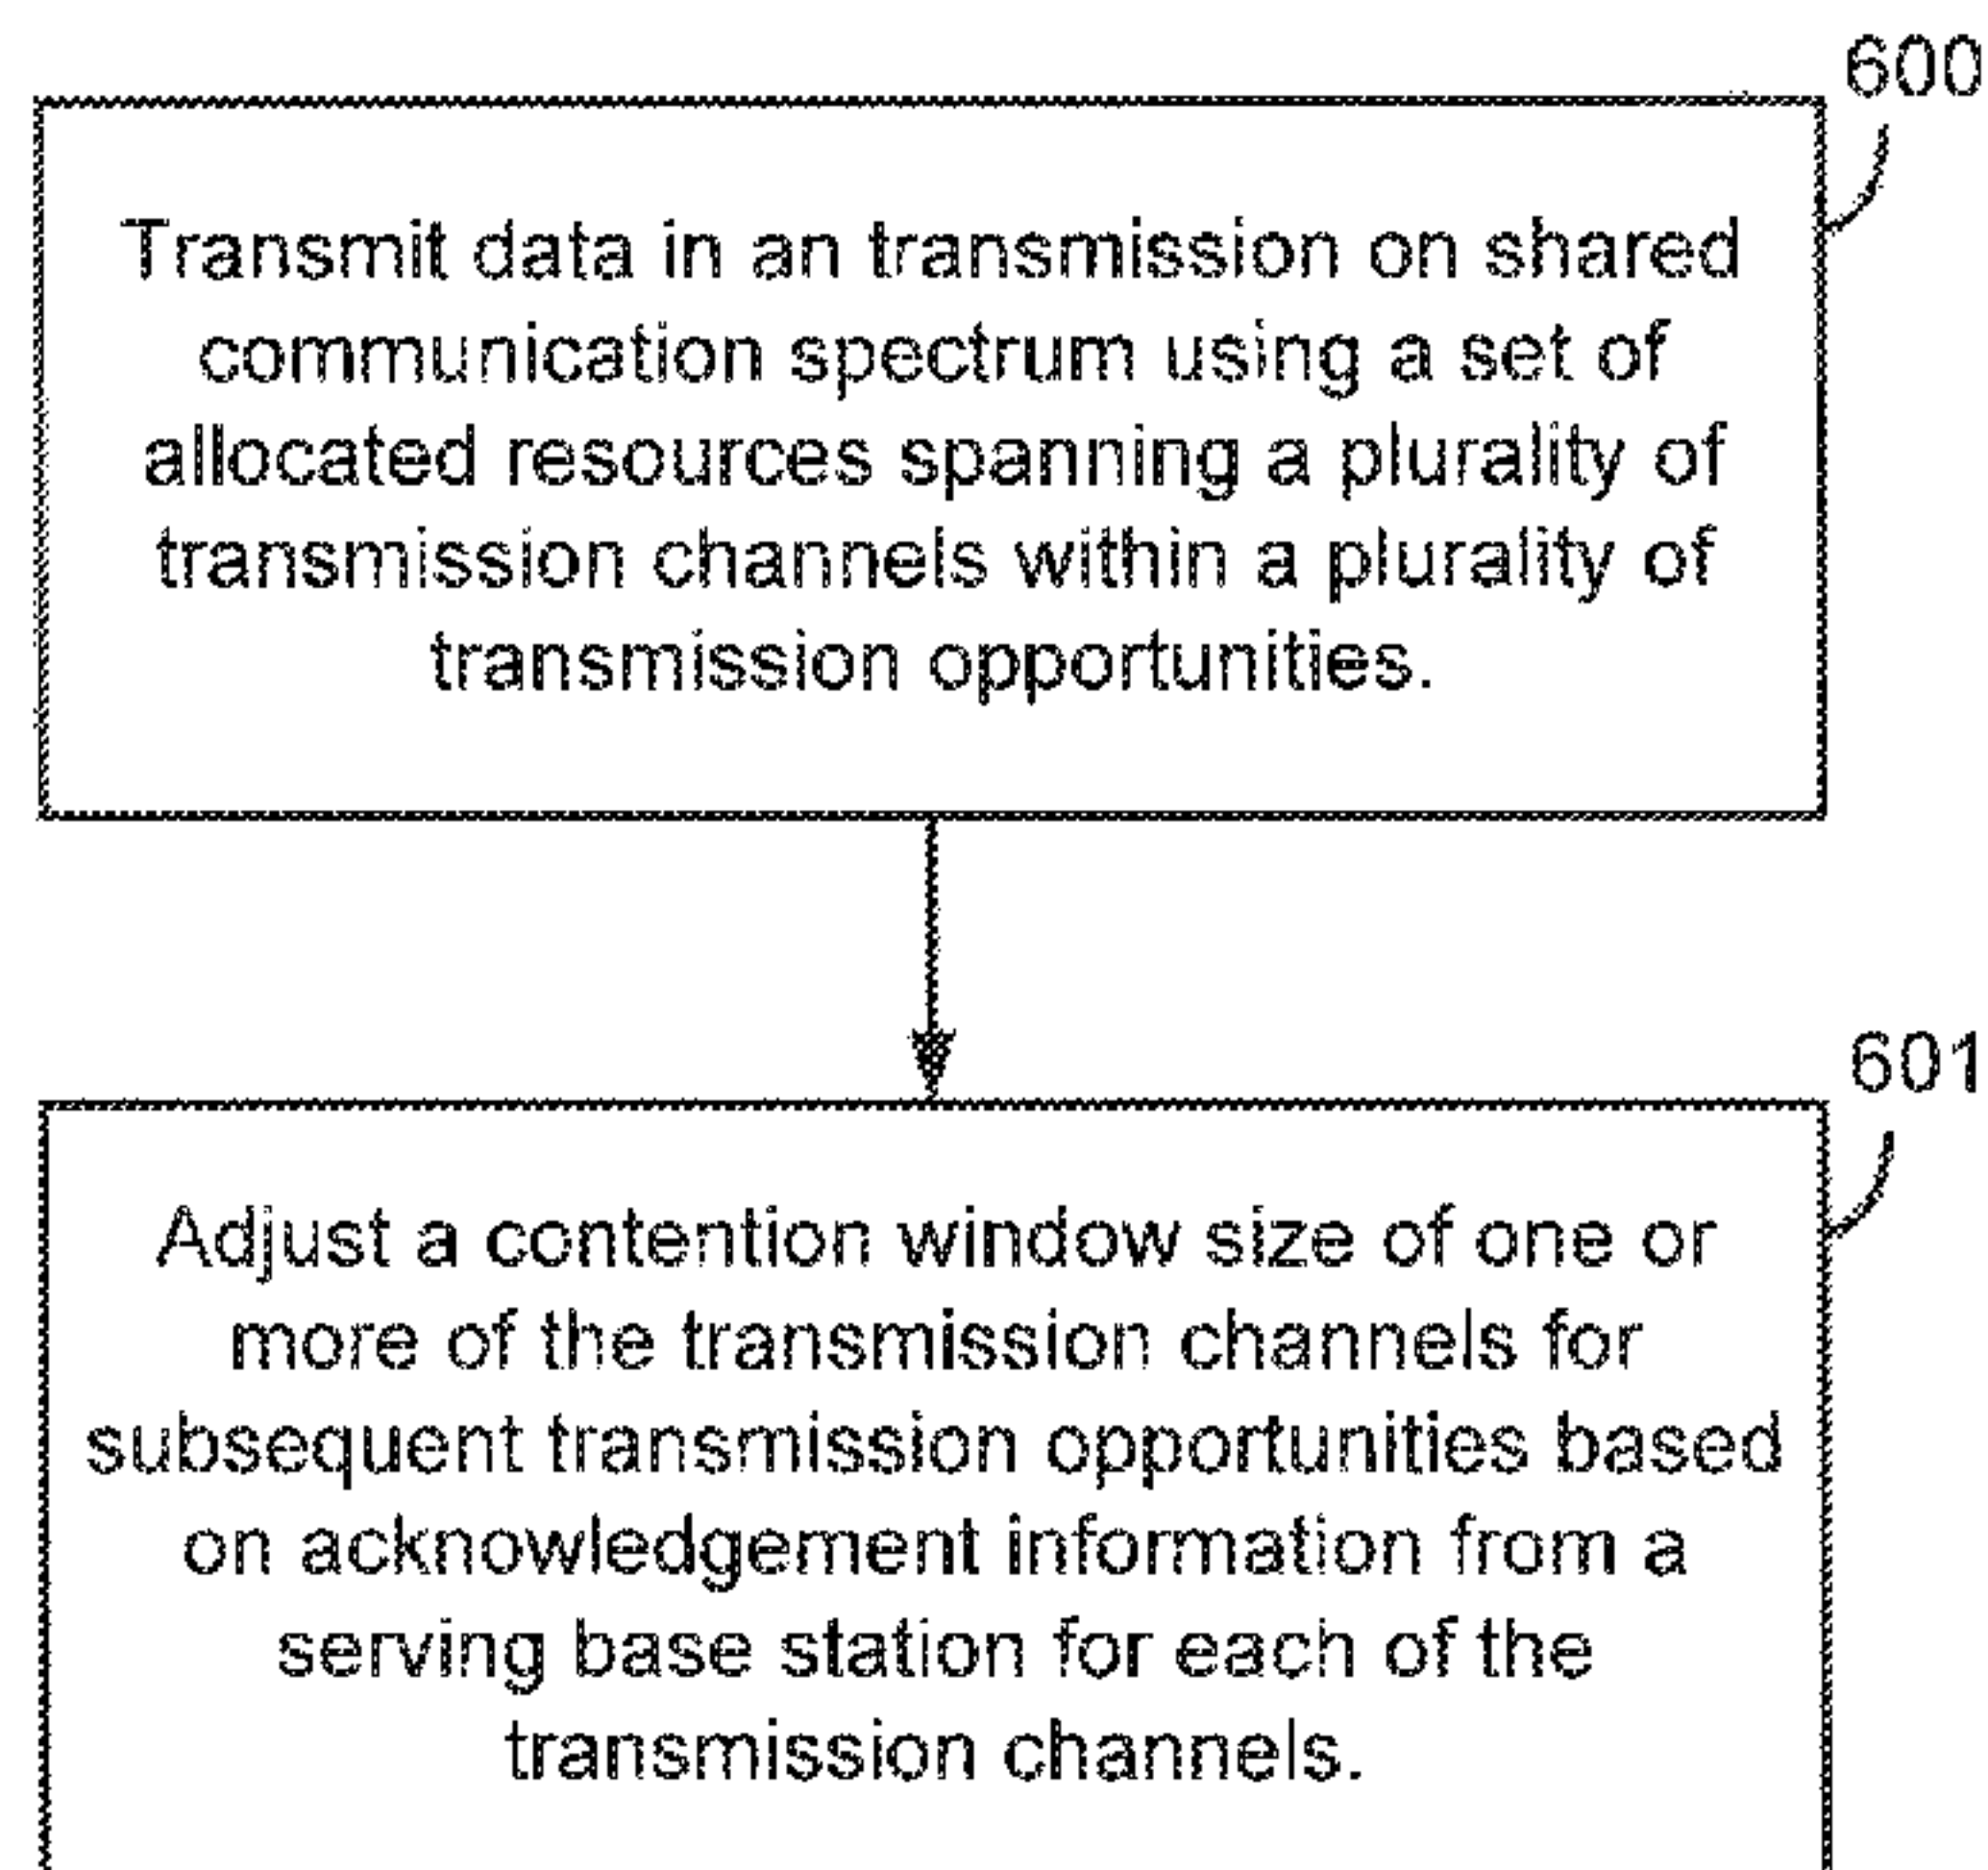 600
Transmit data in an transmission on shared
communication spectrum using a set of
allocated resources spanning a plurality of
transmission channels within a plurality of
transmission opportunities.
601
Adjust a contention window size of one or
more of the transmission channels for
subsequent transmission opportunities based
on acknowledgement information from a
serving base station for each of the
transmission channels.